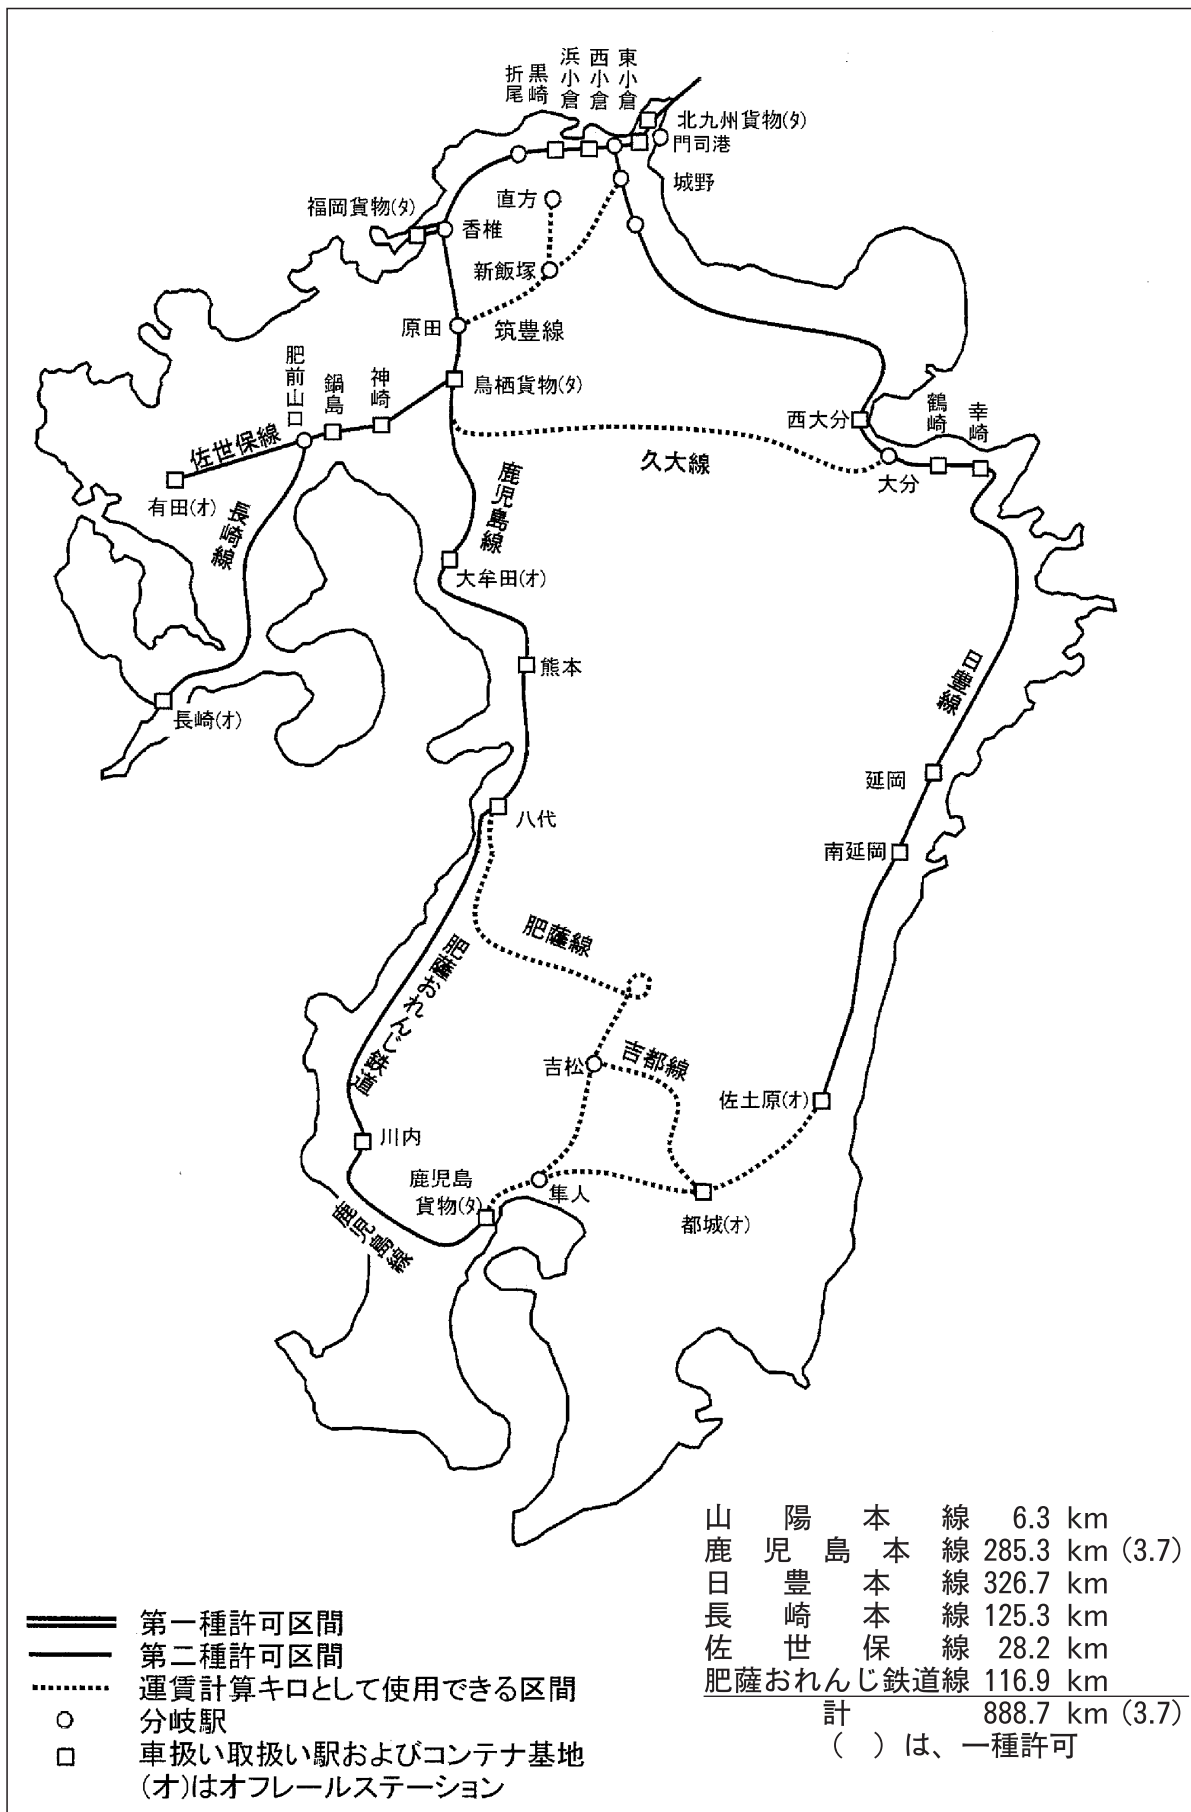 折尾
黒崎
浜小倉
西小倉
東小倉
北九州貨物(タ)
門司港
城野
直方
福岡貨物(タ)
香椎
新飯塚
原田
筑豊線
肥前山口
鍋島
神崎
鳥栖貨物(タ)
西大分
鶴崎
幸崎
佐世保線
久大線
大分
有田(オ)
長崎線
鹿児島線
大牟田(オ)
熊本
日豊線
長崎(オ)
延岡
八代
南延岡
肥薩線
肥薩おれんじ鉄道
吉松
吉都線
佐土原(オ)
川内
鹿児島
貨物(タ)
隼人
都城(オ)
鹿児島線
山陽本線 6.3 km
鹿児島本線 285.3 km (3.7)
日豊本線 326.7 km
長崎本線 125.3 km
佐世保線 28.2 km
肥薩おれんじ鉄道線 116.9 km
計 888.7 km (3.7)
( )は、一種許可
第一種許可区間
第二種許可区間
運賃計算キロとして使用できる区間
分岐駅
車扱い取扱い駅およびコンテナ基地
(オ)はオフレールステーション